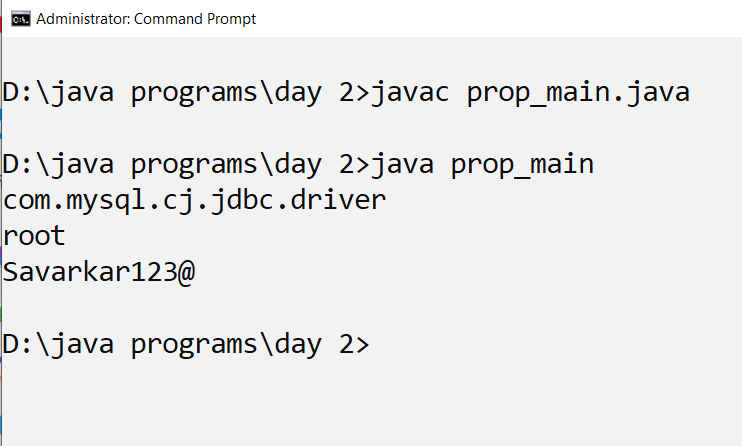 Administrator: Command Prompt
D:\java programs\day 2>javac prop_main.java
D:\java programs\day 2>java prop_main
com.mysql.cj.jdbc.driver
root
Savarkar123@
D:\java programs\day 2>